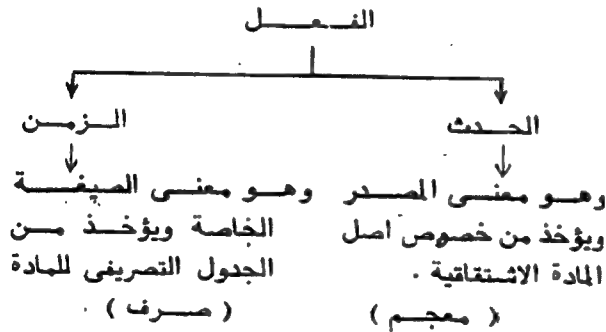 الفعل
الحدث
الزمن
وهو معنى المصدر
ويؤخذ من خصوص اصل
المادة الاشتقاقية .
( معجم )
وهو معنى الصيغة
الخاصة ويؤخذ من
الجدول التصريفى للمادة
( صرف ) .